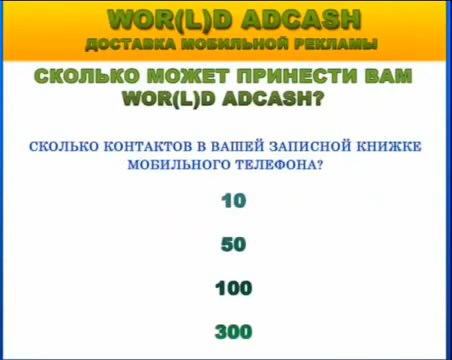 WOR(L)D ADCASH
ДОСТАВКА МОБИЛЬНОЙ РЕКЛАМЫ
СКОЛЬКО МОЖЕТ ПРИНЕСТИ ВАМ
WOR(L)D ADCASH?
СКОЛЬКО КОНТАКТОВ В ВАШЕЙ ЗАПИСНОЙ КНИЖКЕ
МОБИЛЬНОГО ТЕЛЕФОНА?
10
50
100
300